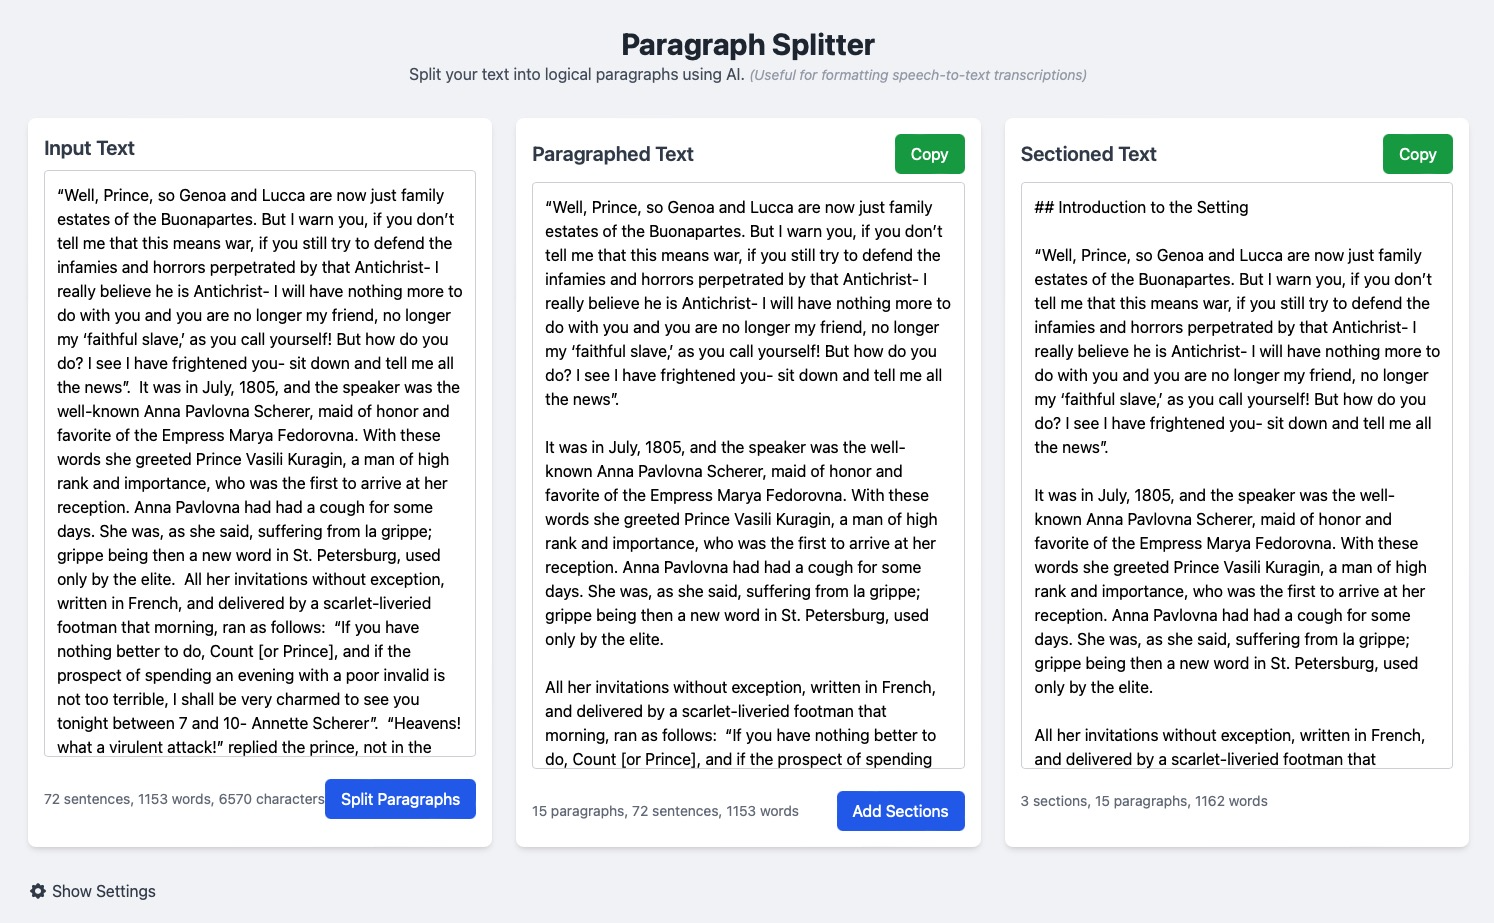 Paragraph Splitter
Split your text into logical paragraphs using AI. (Useful for formatting speech-to-text transcriptions)
Input Text
“Well, Prince, so Genoa and Lucca are now just family
estates of the Buonapartes. But I warn you, if you don’t
tell me that this means war, if you still try to defend the
infamies and horrors perpetrated by that Antichrist- I
really believe he is Antichrist- I will have nothing more to
do with you and you are no longer my friend, no longer
my ‘faithful slave,’ as you call yourself! But how do you
do? I see I have frightened you- sit down and tell me all
the news”.  It was in July, 1805, and the speaker was the
well-known Anna Pavlovna Scherer, maid of honor and
favorite of the Empress Marya Fedorovna. With these
words she greeted Prince Vasili Kuragin, a man of high
rank and importance, who was the first to arrive at her
reception. Anna Pavlovna had had a cough for some
days. She was, as she said, suffering from la grippe;
grippe being then a new word in St. Petersburg, used
only by the elite.  All her invitations without exception,
written in French, and delivered by a scarlet-liveried
footman that morning, ran as follows:  “If you have
nothing better to do, Count [or Prince], and if the
prospect of spending an evening with a poor invalid is
not too terrible, I shall be very charmed to see you
tonight between 7 and 10- Annette Scherer”.  “Heavens!
what a virulent attack!” replied the prince, not in the
72 sentences, 1153 words, 6570 characters
Split Paragraphs
Paragraphed Text
Copy
“Well, Prince, so Genoa and Lucca are now just family
estates of the Buonapartes. But I warn you, if you don’t
tell me that this means war, if you still try to defend the
infamies and horrors perpetrated by that Antichrist- I
really believe he is Antichrist- I will have nothing more to
do with you and you are no longer my friend, no longer
my ‘faithful slave,’ as you call yourself! But how do you
do? I see I have frightened you- sit down and tell me all
the news”.
It was in July, 1805, and the speaker was the well-
known Anna Pavlovna Scherer, maid of honor and
favorite of the Empress Marya Fedorovna. With these
words she greeted Prince Vasili Kuragin, a man of high
rank and importance, who was the first to arrive at her
reception. Anna Pavlovna had had a cough for some
days. She was, as she said, suffering from la grippe;
grippe being then a new word in St. Petersburg, used
only by the elite.
All her invitations without exception, written in French,
and delivered by a scarlet-liveried footman that
morning, ran as follows:  “If you have nothing better to
do, Count [or Prince], and if the prospect of spending
15 paragraphs, 72 sentences, 1153 words
Add Sections
Sectioned Text
Copy
## Introduction to the Setting
“Well, Prince, so Genoa and Lucca are now just family
estates of the Buonapartes. But I warn you, if you don’t
tell me that this means war, if you still try to defend the
infamies and horrors perpetrated by that Antichrist- I
really believe he is Antichrist- I will have nothing more to
do with you and you are no longer my friend, no longer
my ‘faithful slave,’ as you call yourself! But how do you
do? I see I have frightened you- sit down and tell me all
the news”.
It was in July, 1805, and the speaker was the well-
known Anna Pavlovna Scherer, maid of honor and
favorite of the Empress Marya Fedorovna. With these
words she greeted Prince Vasili Kuragin, a man of high
rank and importance, who was the first to arrive at her
reception. Anna Pavlovna had had a cough for some
days. She was, as she said, suffering from la grippe;
grippe being then a new word in St. Petersburg, used
only by the elite.
All her invitations without exception, written in French,
and delivered by a scarlet-liveried footman that
3 sections, 15 paragraphs, 1162 words
Show Settings